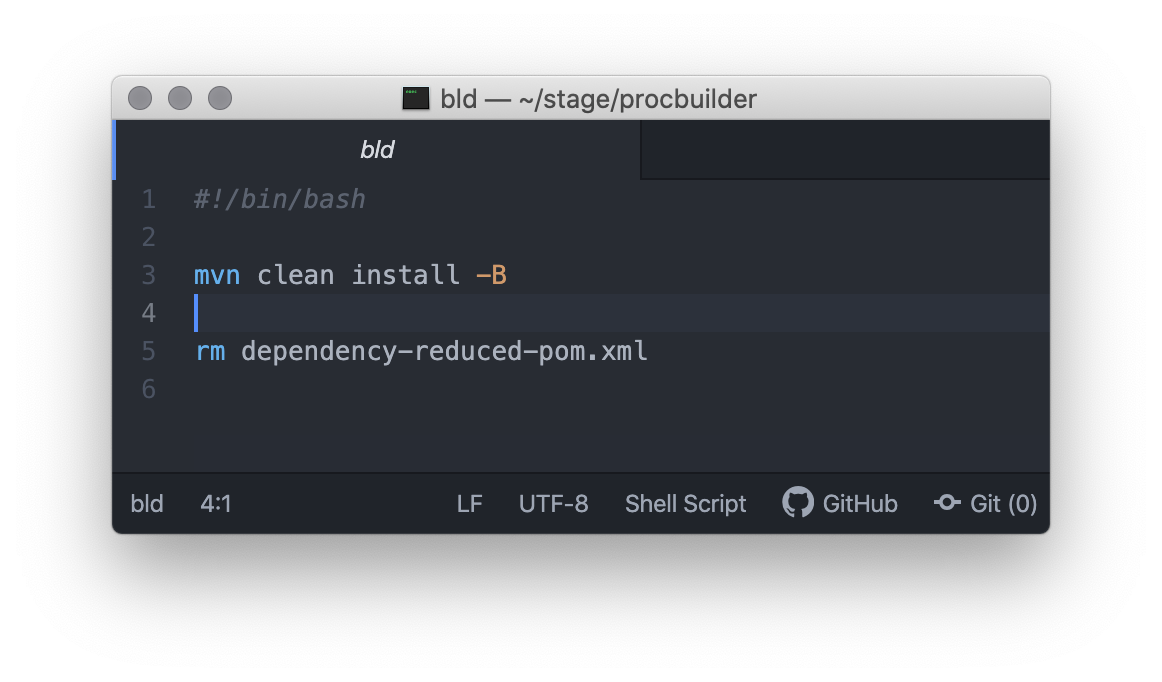 bld — ~/stage/procbuilder
bld
1 #!/bin/bash
2
3 mvn clean install -B
4
5 rm dependency-reduced-pom.xml
6
bld 4:1 LF UTF-8 Shell Script GitHub Git (0)